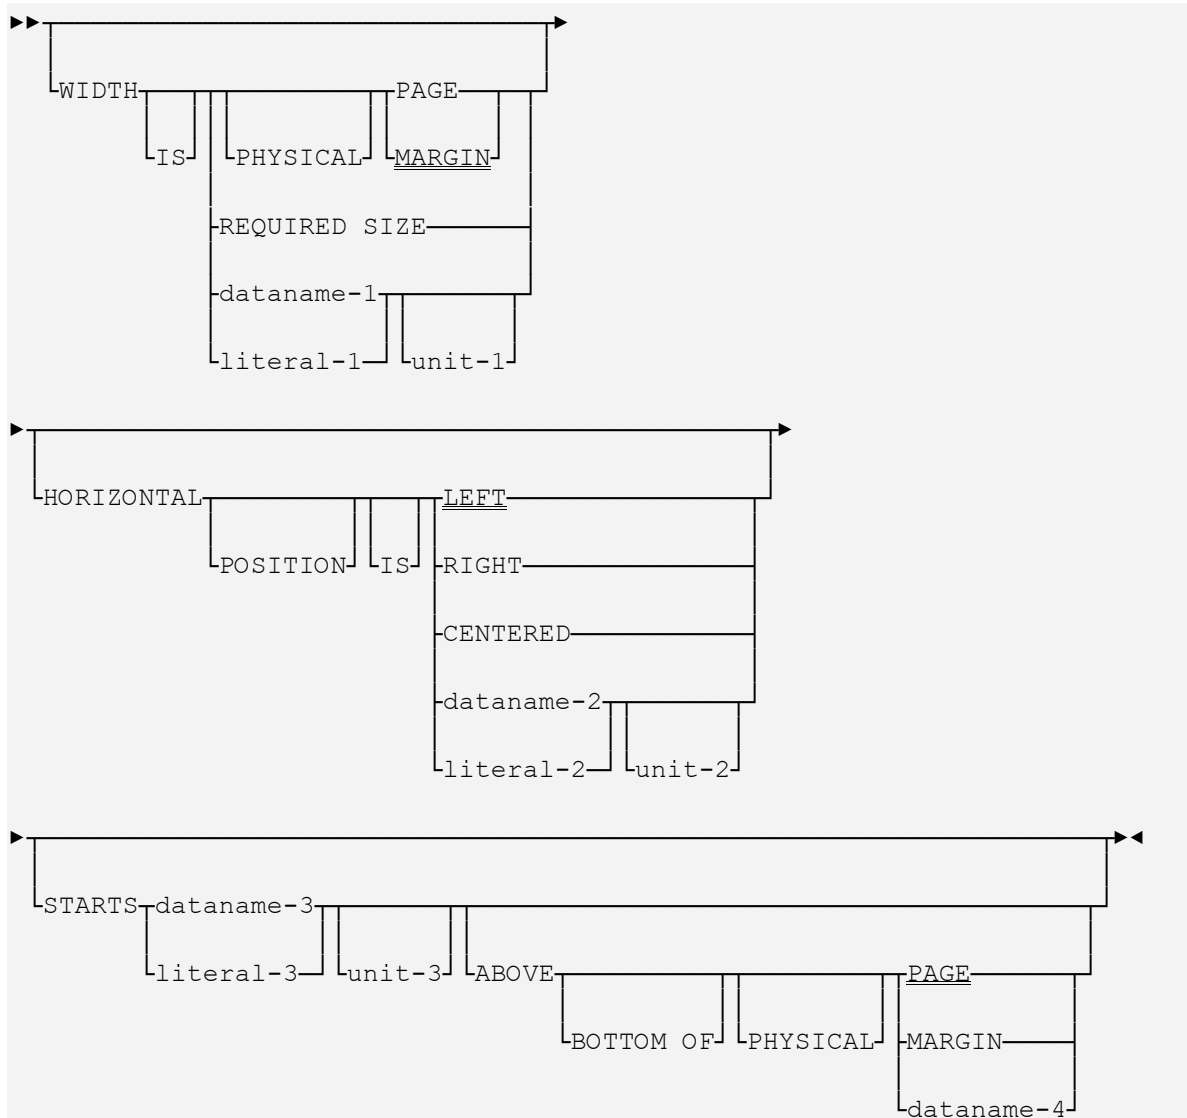 WIDTH PAGE
IS PHYSICAL MARGIN
REQUIRED SIZE
dataname-1
literal-1 unit-1
HORIZONTAL LEFT
POSITION IS RIGHT
CENTERED
dataname-2
literal-2 unit-2
STARTS dataname-3
literal-3 unit-3 ABOVE PAGE
BOTTOM OF PHYSICAL MARGIN
dataname-4